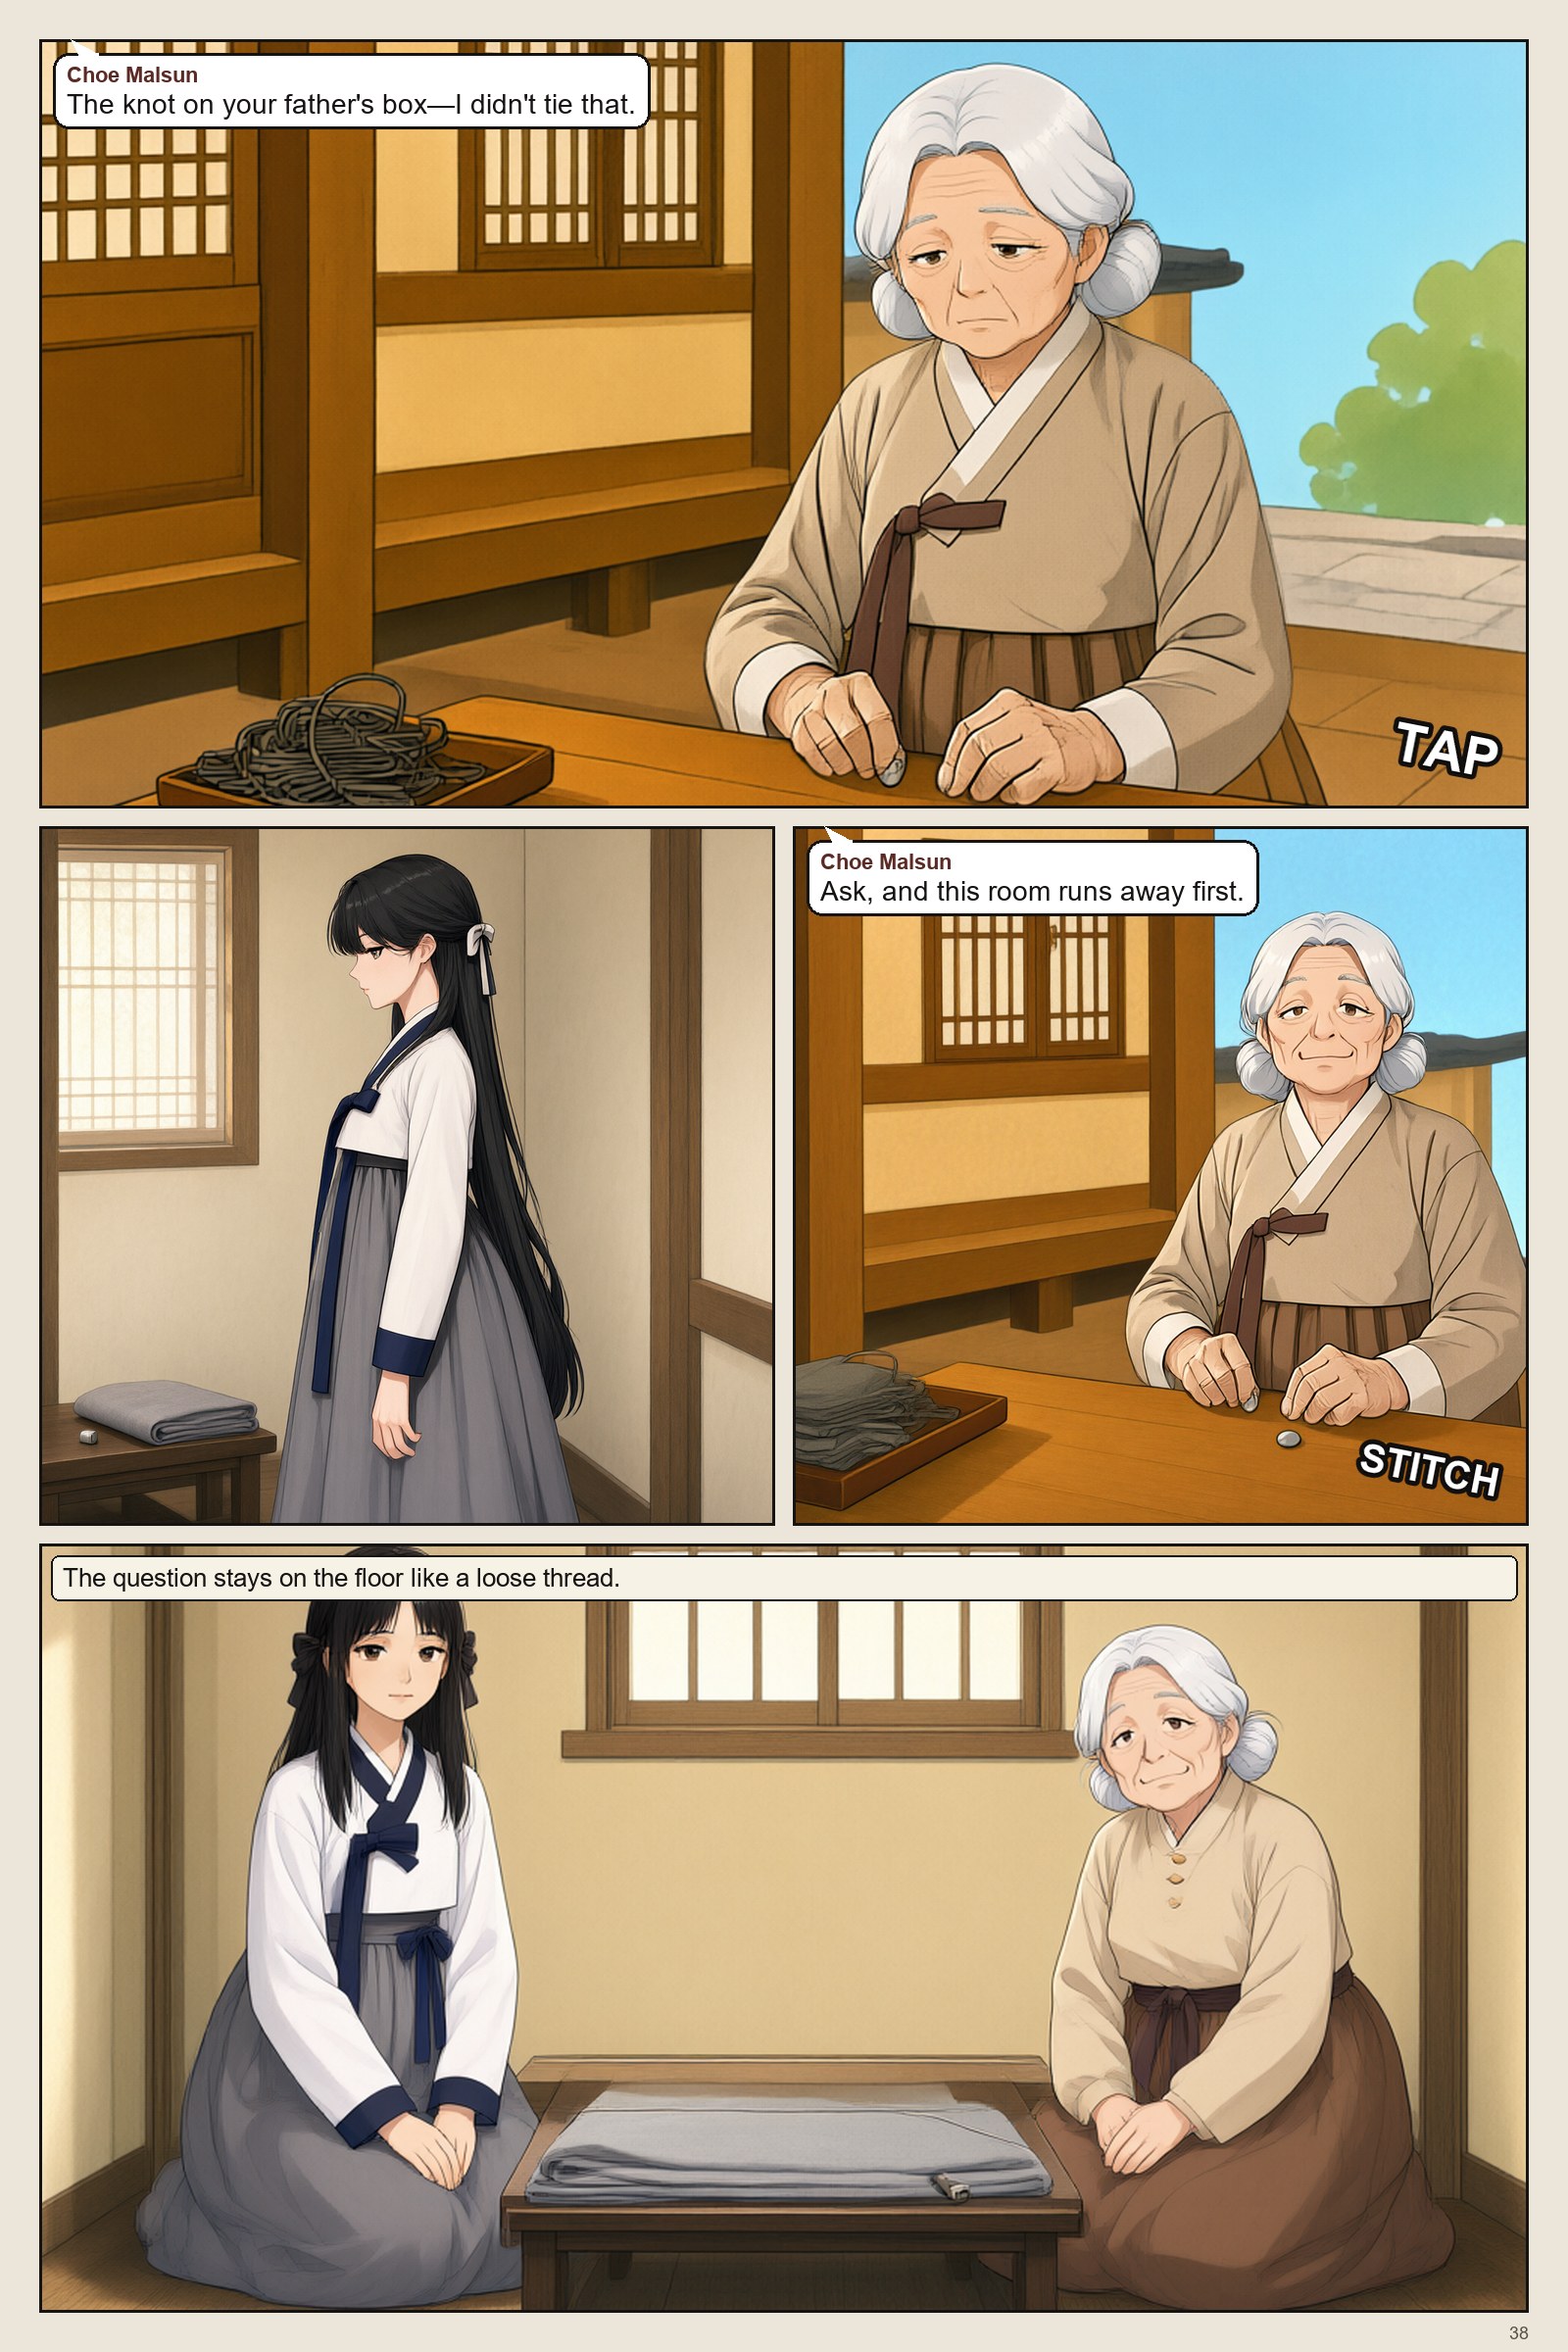 Choe Malsun
The knot on your father's box—I didn't tie that.
TAP
Choe Malsun
Ask, and this room runs away first.
STITCH
The question stays on the floor like a loose thread.
38